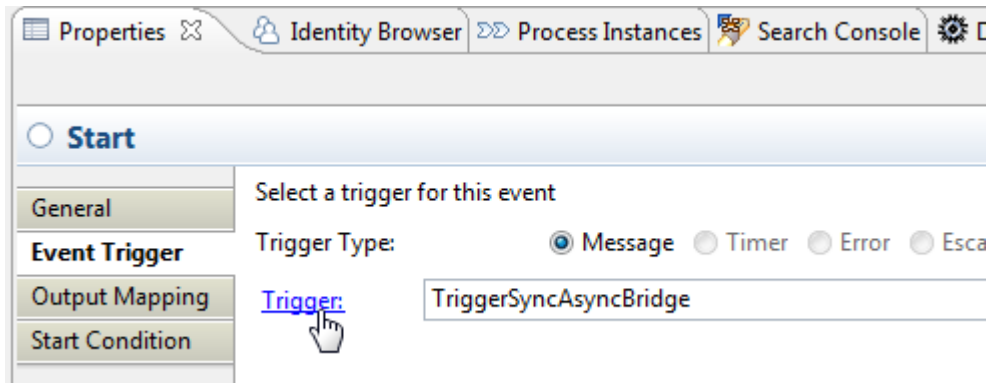 Properties Identity Browser Process Instances Search Console D
Start
Select a trigger for this event
General
Trigger Type: Message Timer Error Esca
Event Trigger
Output Mapping
Trigger: TriggerSyncAsyncBridge
Start Condition